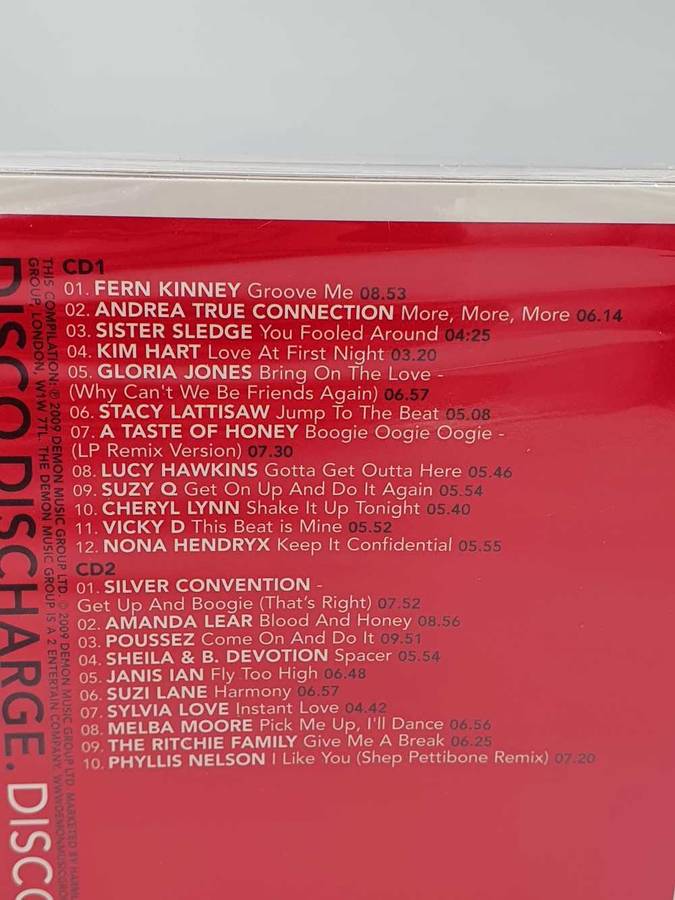 CD1
01. FERN KINNEY Groove Me 08.53
02. ANDREA TRUE CONNECTION More, More, More 06.14
03. SISTER SLEDGE You Fooled Around 04:25
04. KIM HART Love At First Night 03.20
05. GLORIA JONES Bring On The Love -
(Why Can't We Be Friends Again) 06.57
06. STACY LATTISAW Jump To The Beat 05.08
07. A TASTE OF HONEY Boogie Oogie Oogie -
(LP Remix Version) 07.30
08. LUCY HAWKINS Gotta Get Outta Here 05.46
09. SUZY Q Get On Up And Do It Again 05.54
10. CHERYL LYNN Shake It Up Tonight 05.40
11. VICKY D This Beat is Mine 05.52
12. NONA HENDRYX Keep It Confidential 05.55
CD2
01. SILVER CONVENTION -
Get Up And Boogie (That's Right) 07.52
02. AMANDA LEAR Blood And Honey 08.56
03. POUSSEZ Come On And Do It 09.51
04. SHEILA & B. DEVOTION Spacer 05.54
05. JANIS IAN Fly Too High 06.48
06. SUZI LANE Harmony 06.57
07. SYLVIA LOVE Instant Love 04.42
08. MELBA MOORE Pick Me Up, I'll Dance 06.56
09. THE RITCHIE FAMILY Give Me A Break 06.25
10. PHYLLIS NELSON I Like You (Shep Pettibone Remix) 07.20
THIS COMPILATION: ℗ 2009 DEMON MUSIC GROUP LTD. © 2009 DEMON MUSIC GROUP LTD. MARKETED BY
GROUP, LONDON, W1W 7TL. THE DEMON MUSIC GROUP IS A 2 ENTERTAIN COMPANY.
DISCO DISCHARGE. DISCO